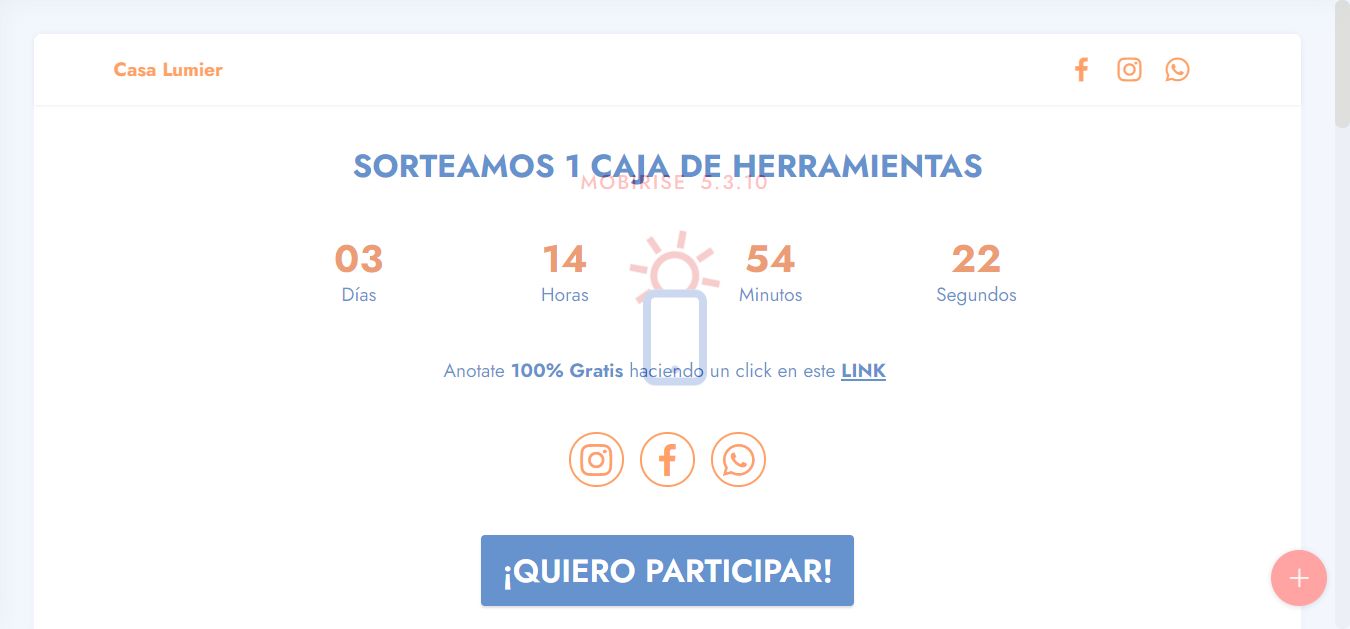 Casa Lumier
SORTEAMOS 1 CAJA DE HERRAMIENTAS
MOBIRISE 5.3.10
03 14 54 22
Días Horas Minutos Segundos
Anotate 100% Gratis haciendo un click en este LINK
¡QUIERO PARTICIPAR!